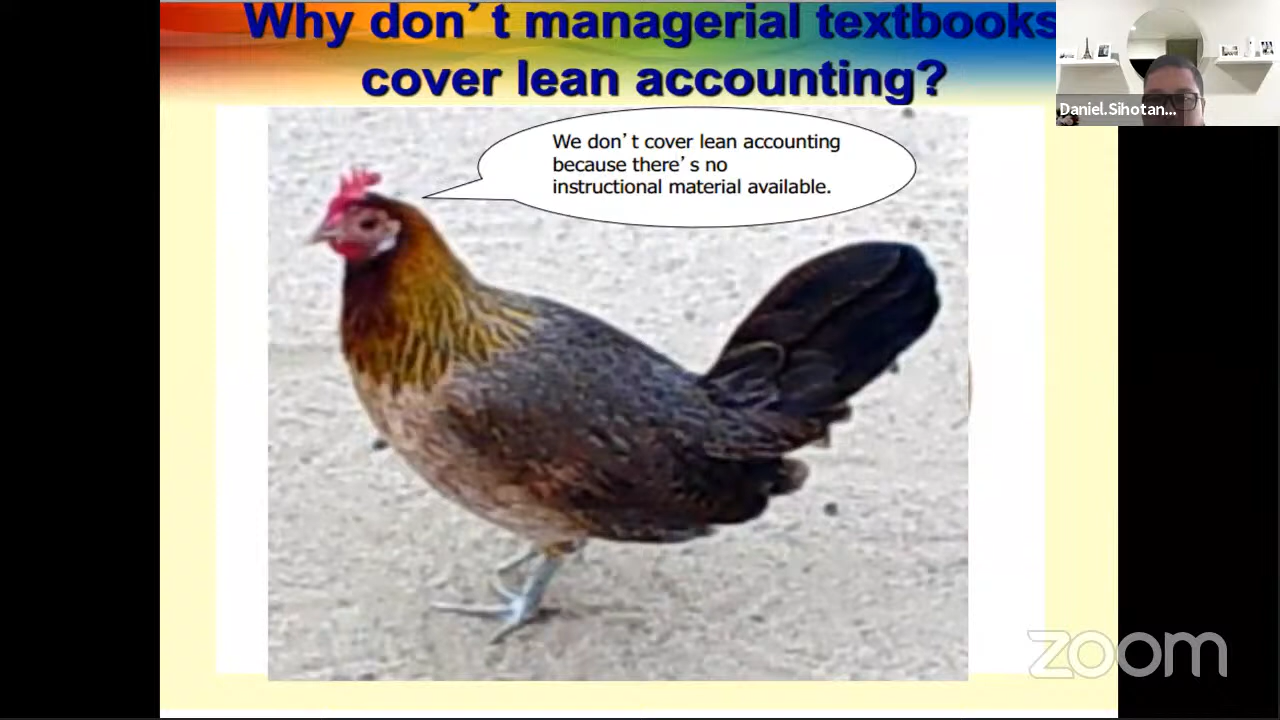 Why don’t managerial textbooks
cover lean accounting?
We don’t cover lean accounting
because there’s no
instructional material available.
Daniel.Sihotan...
zoom